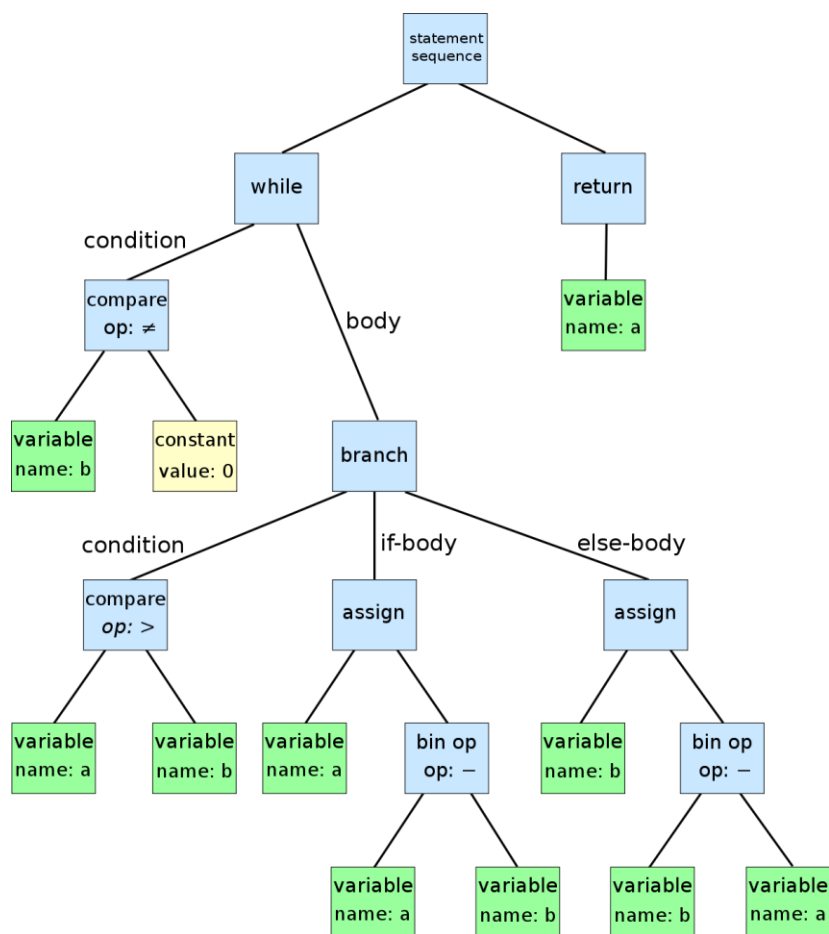 statement
sequence
while
return
condition
compare
op: ≠
body
variable
name: a
variable
name: b
constant
value: 0
branch
condition
if-body
else-body
compare
op: >
assign
assign
variable
name: a
variable
name: b
variable
name: a
bin op
op: −
variable
name: b
bin op
op: −
variable
name: a
variable
name: b
variable
name: b
variable
name: a